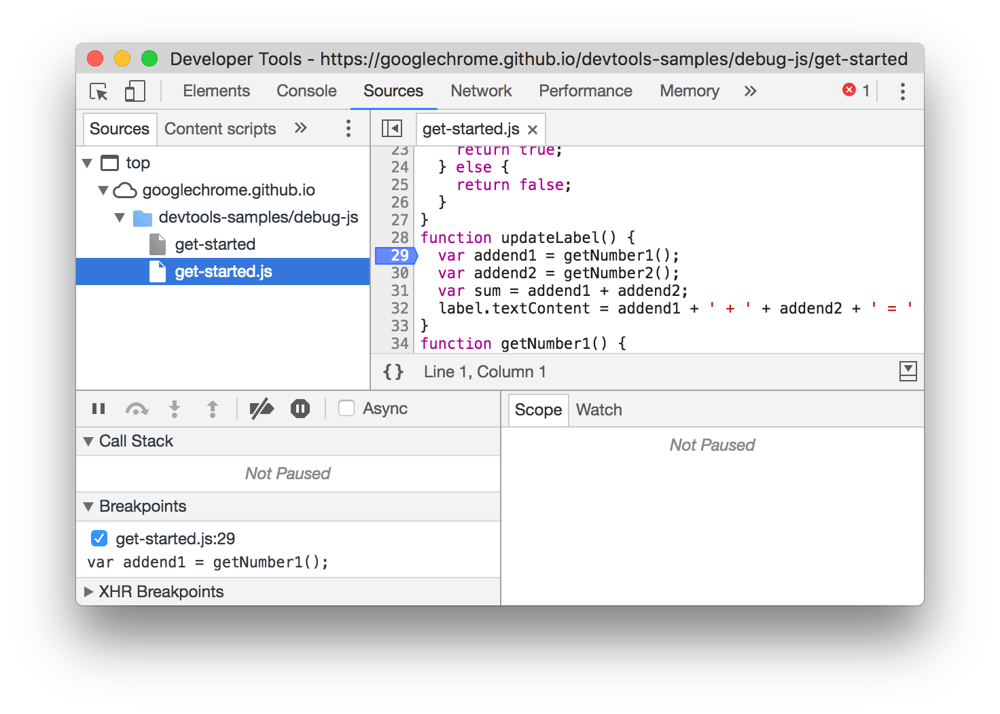 Developer Tools - https://googlechrome.github.io/devtools-samples/debug-js/get-started
Elements Console Sources Network Performance Memory » 1
Sources Content scripts »
top
googlechrome.github.io
devtools-samples/debug-js
get-started
get-started.js
get-started.js ×
23 return true;
24 } else {
25 return false;
26 }
27 }
28 function updateLabel() {
29 var addend1 = getNumber1();
30 var addend2 = getNumber2();
31 var sum = addend1 + addend2;
32 label.textContent = addend1 + ' + ' + addend2 + ' = '
33 }
34 function getNumber1() {
{} Line 1, Column 1
Async
Call Stack
Not Paused
Breakpoints
get-started.js:29
var addend1 = getNumber1();
XHR Breakpoints
Scope Watch
Not Paused